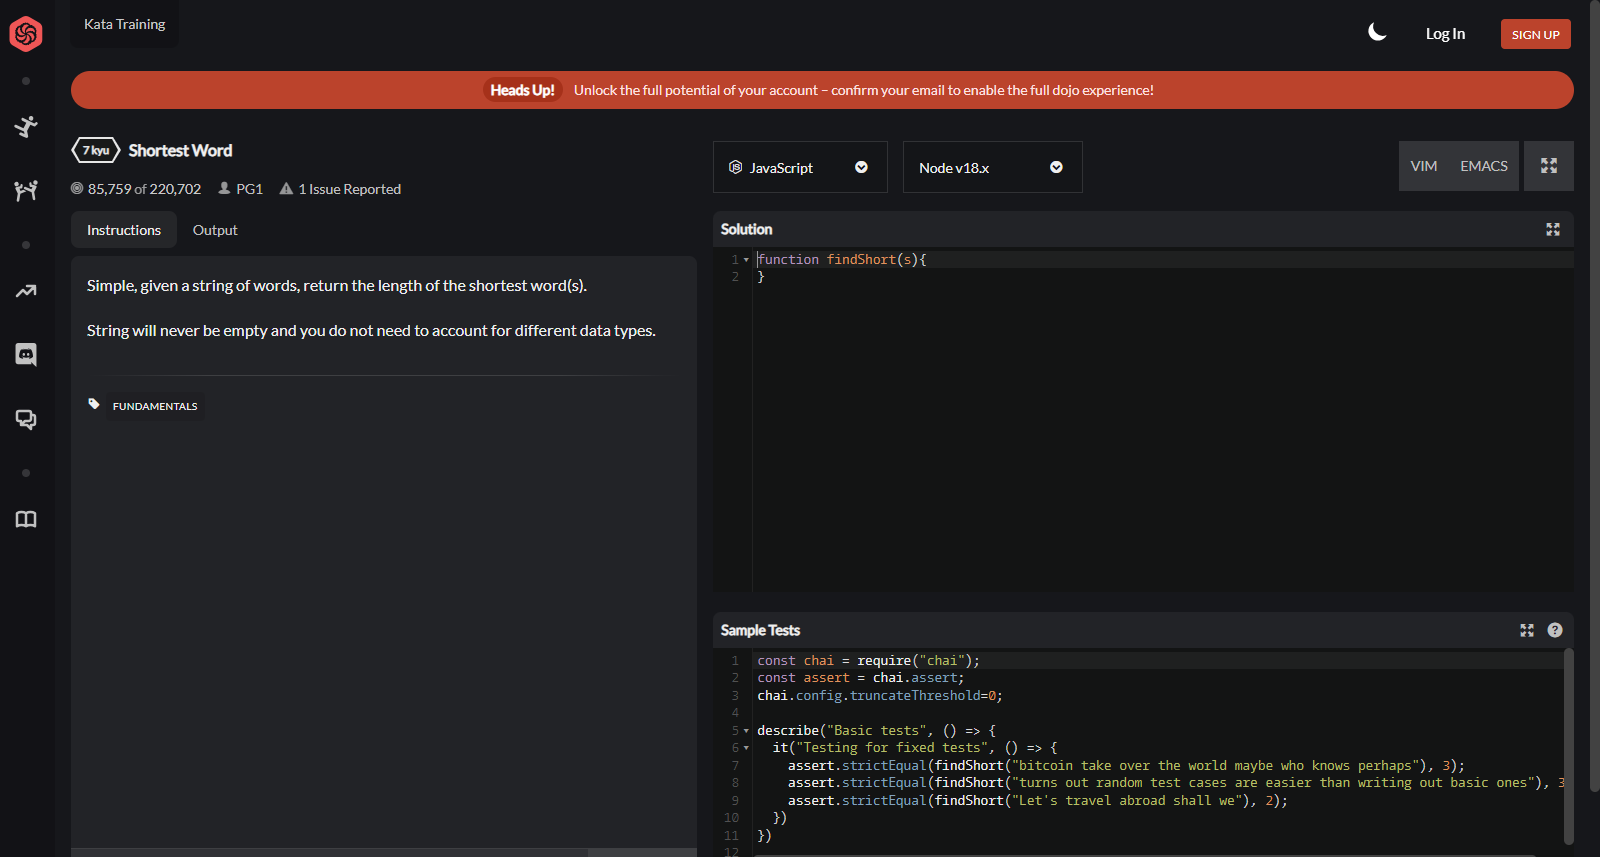 Kata Training
Log In
SIGN UP
Heads Up! Unlock the full potential of your account – confirm your email to enable the full dojo experience!
7 kyu Shortest Word
85,759 of 220,702 PG1 1 Issue Reported
Instructions Output
Simple, given a string of words, return the length of the shortest word(s).
String will never be empty and you do not need to account for different data types.
FUNDAMENTALS
JavaScript Node v18.x VIM EMACS
Solution
1 function findShort(s){
2 }
Sample Tests
1 const chai = require("chai");
2 const assert = chai.assert;
3 chai.config.truncateThreshold=0;
4
5 describe("Basic tests", () => {
6 it("Testing for fixed tests", () => {
7 assert.strictEqual(findShort("bitcoin take over the world maybe who knows perhaps"), 3);
8 assert.strictEqual(findShort("turns out random test cases are easier than writing out basic ones"), 3
9 assert.strictEqual(findShort("Let's travel abroad shall we"), 2);
10 })
11 })
12